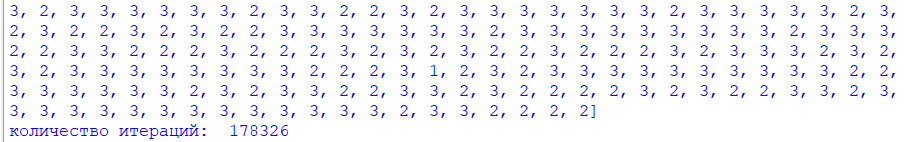 3, 2, 3, 3, 3, 3, 3, 3, 2, 3, 3, 2, 2, 3, 2, 3, 3, 3, 3, 3, 3, 3, 2, 3, 3, 3, 3, 3, 2, 3,
2, 3, 2, 2, 3, 2, 3, 2, 2, 3, 3, 3, 3, 3, 3, 3, 2, 3, 3, 3, 3, 3, 3, 3, 3, 3, 2, 3, 3, 3,
2, 2, 3, 3, 2, 2, 3, 2, 2, 2, 3, 2, 3, 2, 3, 2, 2, 3, 2, 2, 2, 3, 2, 3, 3, 3, 2, 3, 2,
3, 2, 3, 3, 3, 3, 3, 3, 3, 3, 2, 2, 2, 3, 1, 2, 3, 2, 3, 3, 3, 3, 3, 3, 3, 3, 3, 3, 2, 2,
3, 3, 3, 3, 3, 3, 2, 3, 2, 3, 3, 2, 2, 3, 3, 2, 3, 2, 2, 2, 2, 3, 2, 3, 2, 2, 3, 3, 2, 3,
3, 3, 3, 3, 3, 3, 3, 3, 3, 3, 3, 3, 3, 2, 3, 3, 2, 2, 2, 2]
количество итераций:  178326